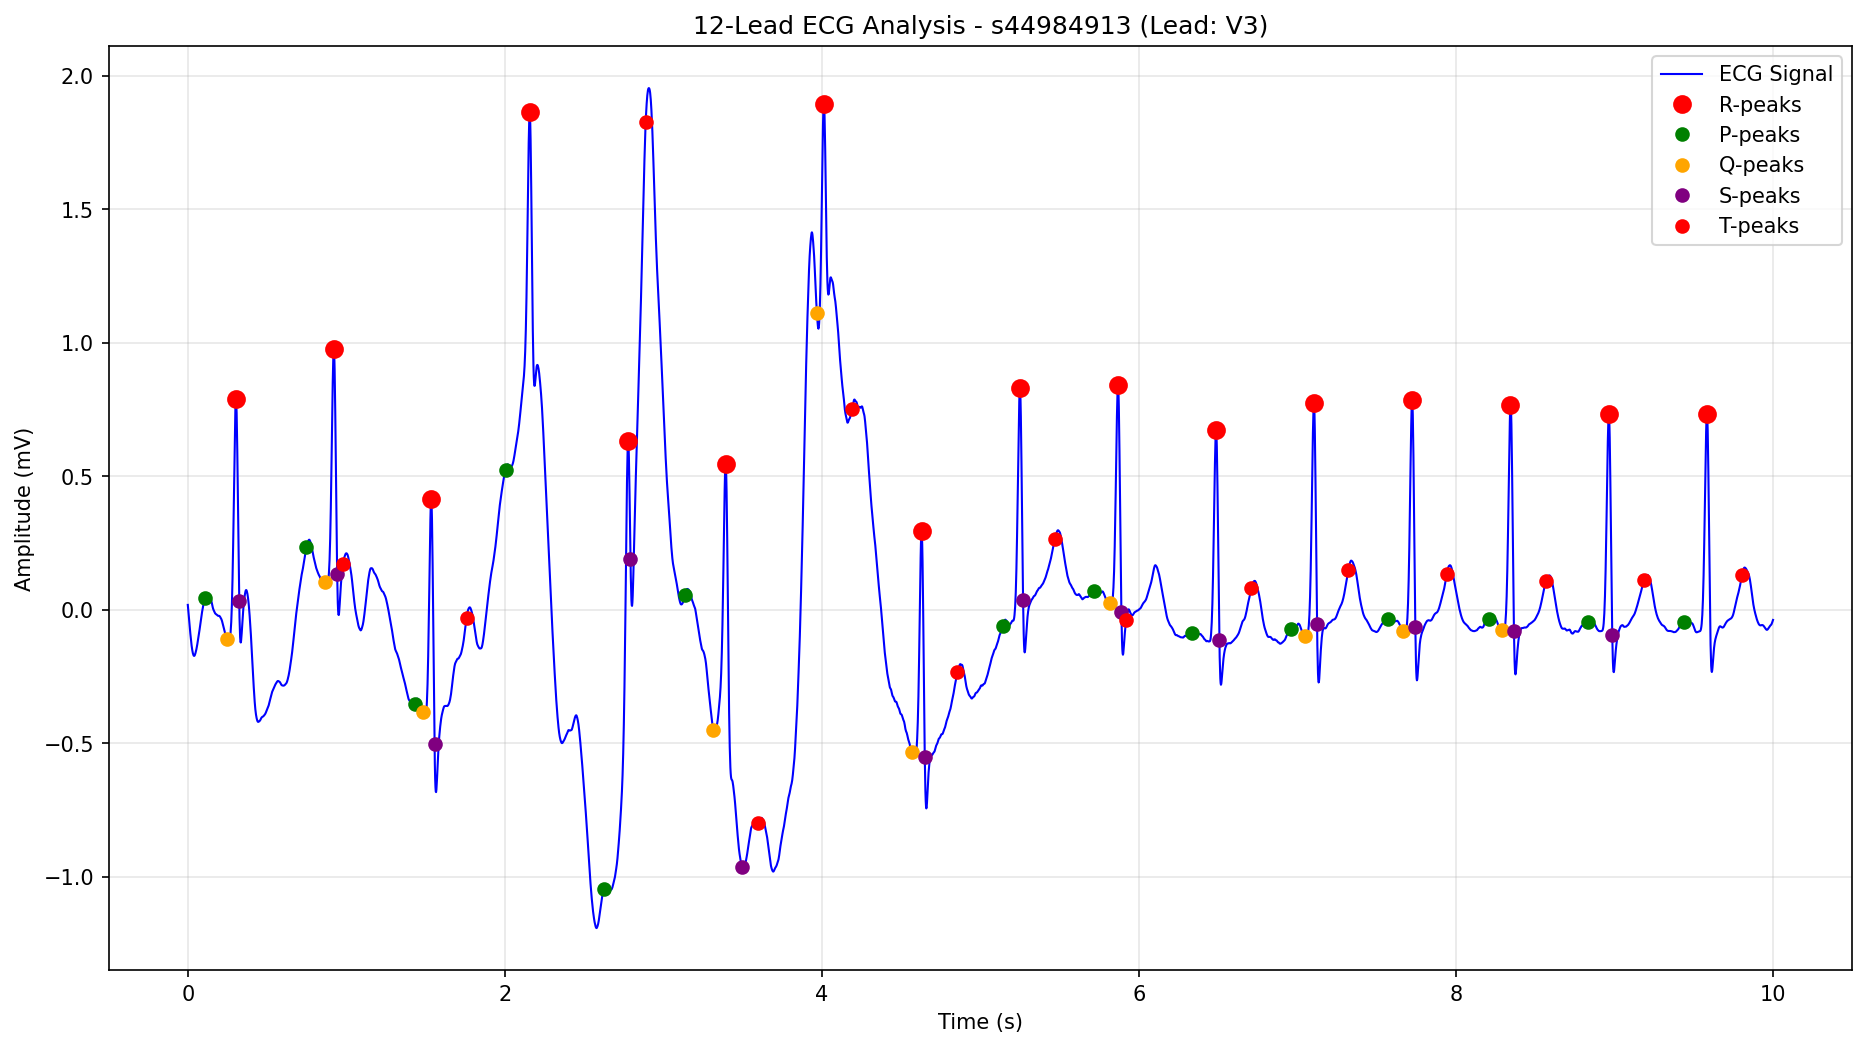 12-Lead ECG Analysis - s44984913 (Lead: V3)
ECG Signal
R-peaks
P-peaks
Q-peaks
S-peaks
T-peaks
Amplitude (mV)
2.0
1.5
1.0
0.5
0.0
−0.5
−1.0
0 2 4 6 8 10
Time (s)